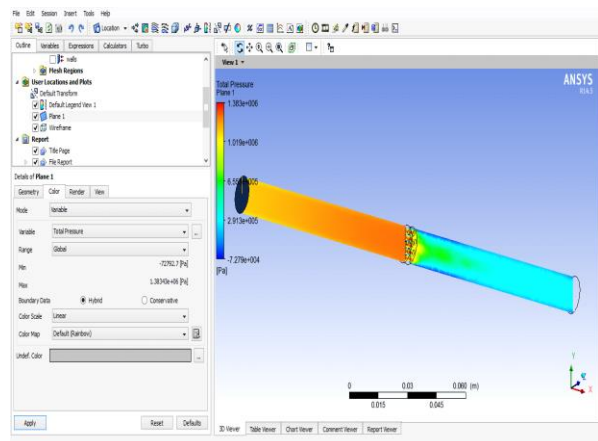 File Edit Session Insert Tools Help
Location
Outline Variables Expressions Calculators Turbo
walls
Mesh Regions
User Locations and Plots
Default Transform
Default Legend View 1
Plane 1
Wireframe
Report
Title Page
File Report
Details of Plane 1
Geometry Color Render View
Mode Variable
Variable Total Pressure
Range Global
Min -72792.7 [Pa]
Max 1.38343e+06 [Pa]
Boundary Data Hybrid Conservative
Color Scale Linear
Color Map Default (Rainbow)
Undef. Color
Apply Reset Defaults
View 1
Total Pressure
Plane 1
1.383e+006
1.019e+006
2.913e+005
-7.279e+004
[Pa]
ANSYS
0 0.03 0.060 (m)
0.015 0.045
Y
X
3D Viewer Table Viewer Chart Viewer Comment Viewer Report Viewer